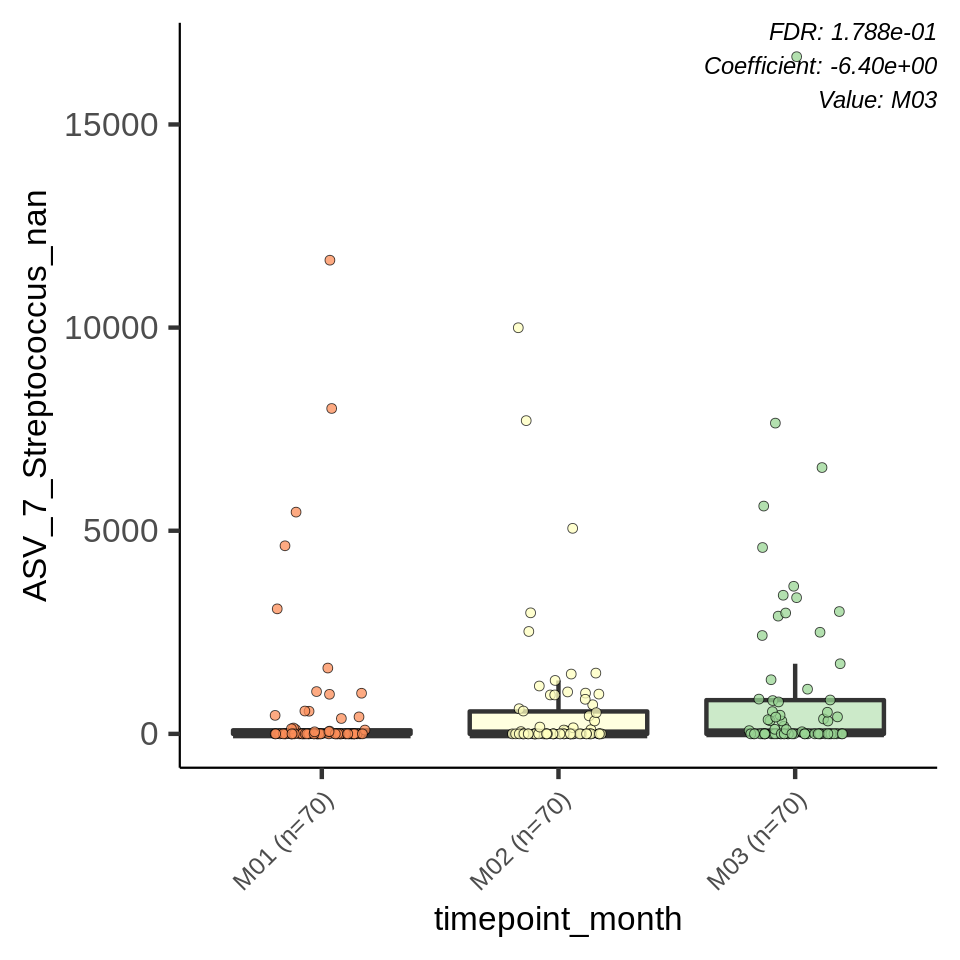 FDR: 1.788e-01
Coefficient: -6.40e+00
Value: M03
15000
10000
5000
0
ASV_7_Streptococcus_nan
M01 (n=70)
M02 (n=70)
M03 (n=70)
timepoint_month